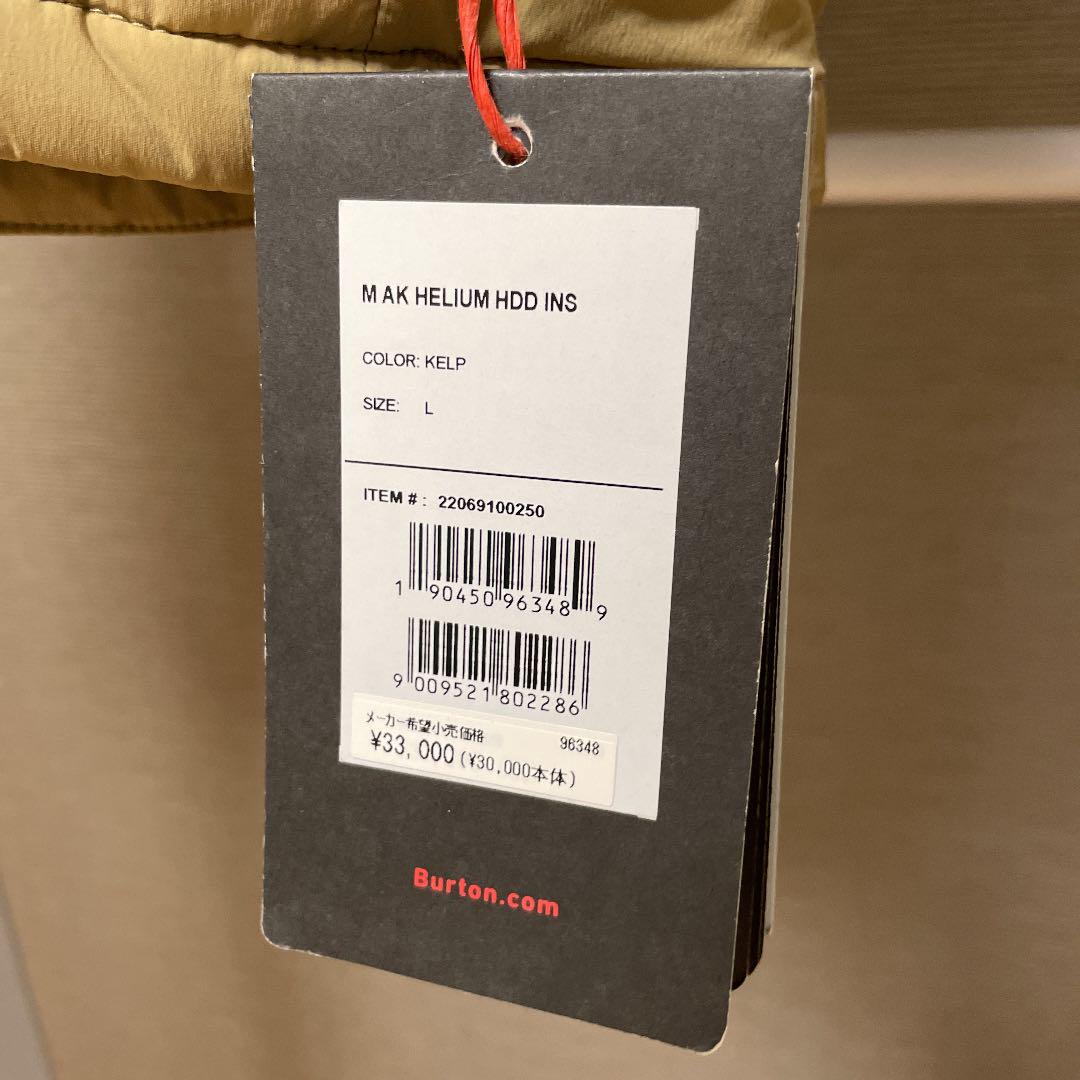 M AK HELIUM HDD INS
COLOR: KELP
SIZE: L
ITEM # : 22069100250
1 90450 96348 9
9 009521 802286
メーカー希望小売価格 96348
¥33,000 (¥30,000本体)
Burton.com